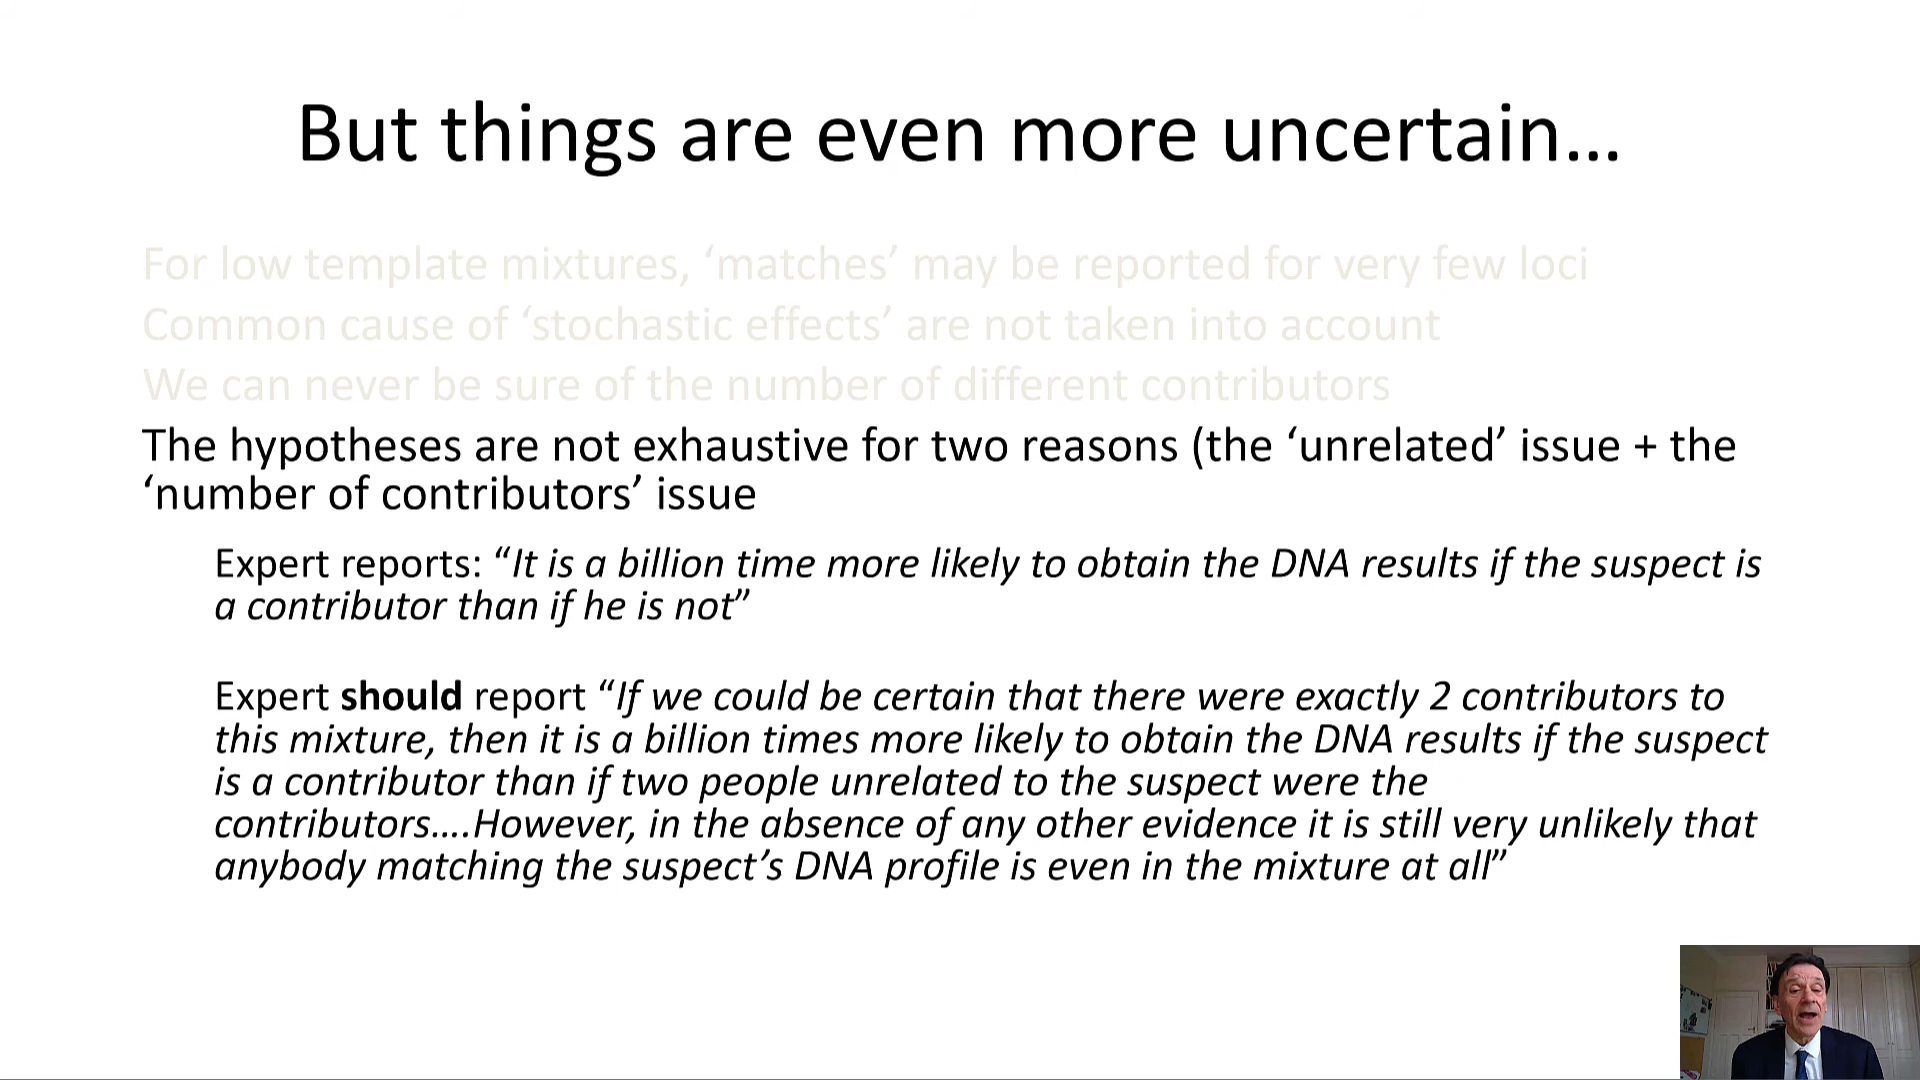 But things are even more uncertain…
For low template mixtures, ‘matches’ may be reported for very few loci
Common cause of ‘stochastic effects’ are not taken into account
We can never be sure of the number of different contributors
The hypotheses are not exhaustive for two reasons (the ‘unrelated’ issue + the
‘number of contributors’ issue
Expert reports: “It is a billion time more likely to obtain the DNA results if the suspect is
a contributor than if he is not”
Expert should report “If we could be certain that there were exactly 2 contributors to
this mixture, then it is a billion times more likely to obtain the DNA results if the suspect
is a contributor than if two people unrelated to the suspect were the
contributors….However, in the absence of any other evidence it is still very unlikely that
anybody matching the suspect’s DNA profile is even in the mixture at all”